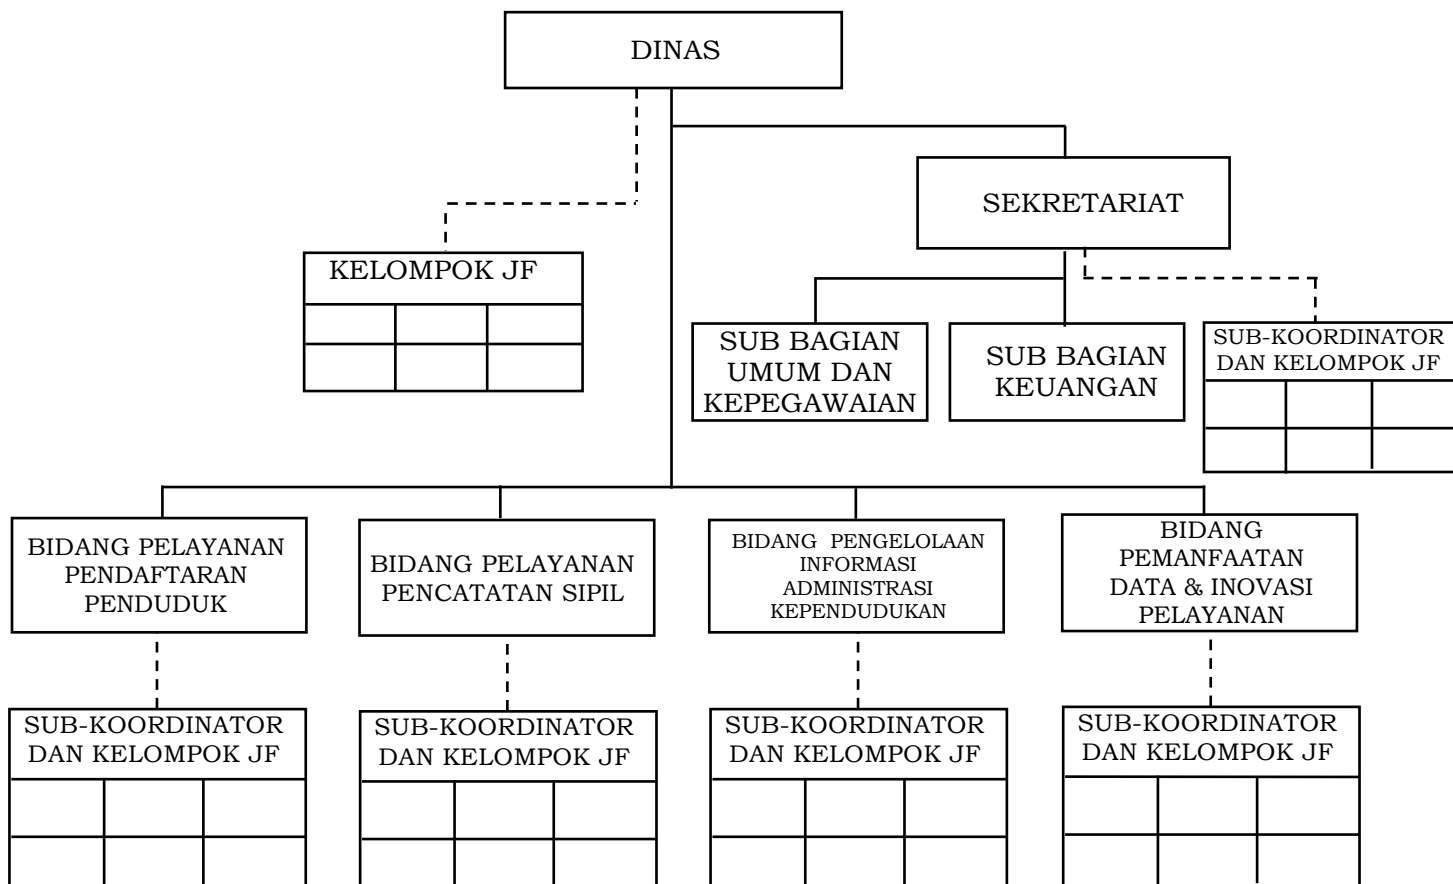 DINAS
SEKRETARIAT
KELOMPOK JF
SUB BAGIAN
UMUM DAN
KEPEGAWAIAN
SUB BAGIAN
KEUANGAN
SUB-KOORDINATOR
DAN KELOMPOK JF
BIDANG PELAYANAN
PENDAFTARAN
PENDUDUK
BIDANG PELAYANAN
PENCATATAN SIPIL
BIDANG PENGELOLAAN
INFORMASI
ADMINISTRASI
KEPENDUDUKAN
BIDANG
PEMANFAATAN
DATA & INOVASI
PELAYANAN
SUB-KOORDINATOR
DAN KELOMPOK JF
SUB-KOORDINATOR
DAN KELOMPOK JF
SUB-KOORDINATOR
DAN KELOMPOK JF
SUB-KOORDINATOR
DAN KELOMPOK JF